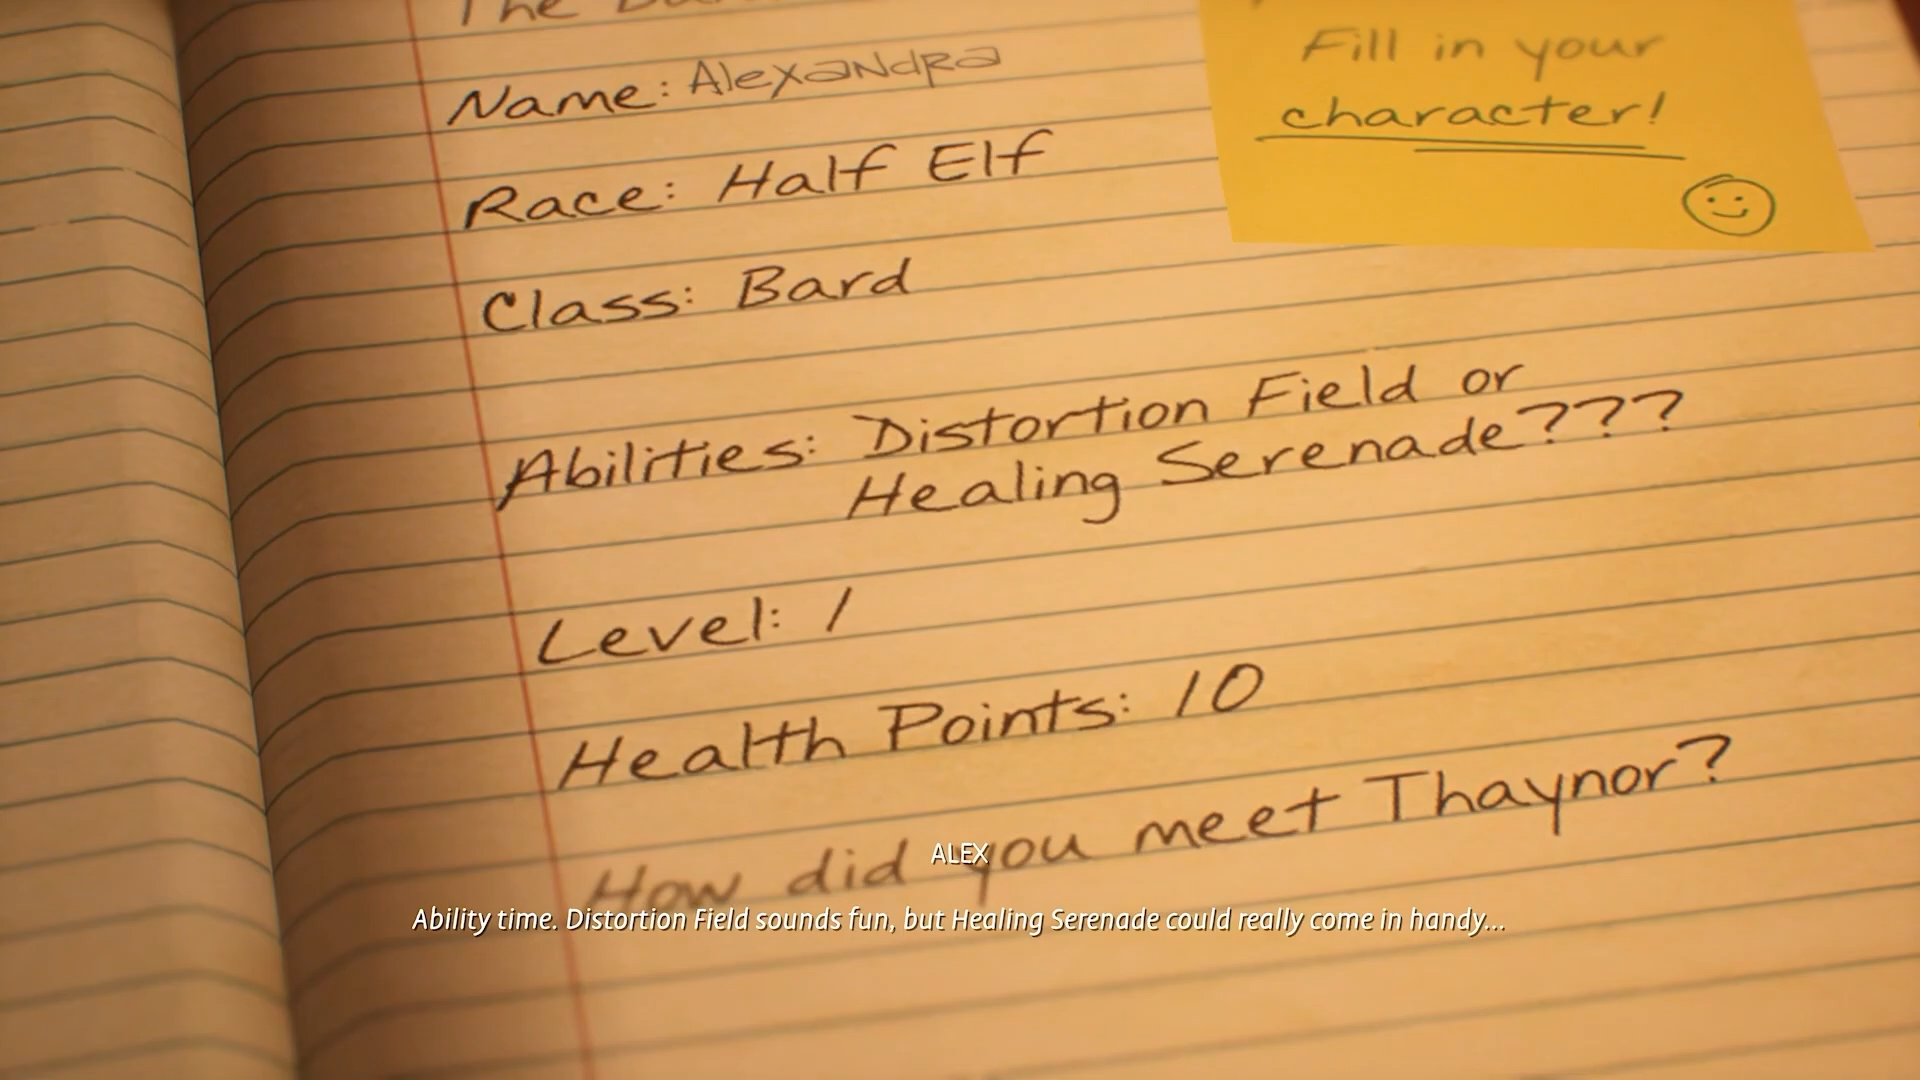 The
Name: Alexandra
Fill in your
character!
Race: Half Elf
Class: Bard
Abilities: Distortion Field or
Healing Serenade???
Level: 1
Health Points: 10
How did you meet Thaynor?
ALEX
Ability time. Distortion Field sounds fun, but Healing Serenade could really come in handy...